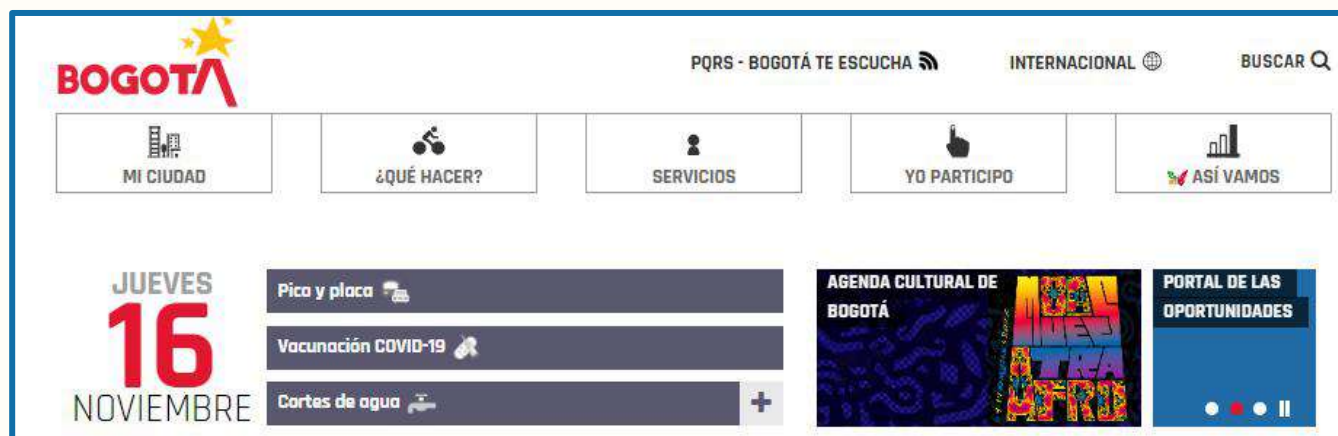 BOGOTÁ
PQRS - BOGOTÁ TE ESCUCHA
INTERNACIONAL
BUSCAR
MI CIUDAD
¿QUÉ HACER?
SERVICIOS
YO PARTICIPO
ASÍ VAMOS
JUEVES
16
NOVIEMBRE
Pico y placa
Vacunación COVID-19
Cortes de agua
+
AGENDA CULTURAL DE
BOGOTÁ
PORTAL DE LAS
OPORTUNIDADES